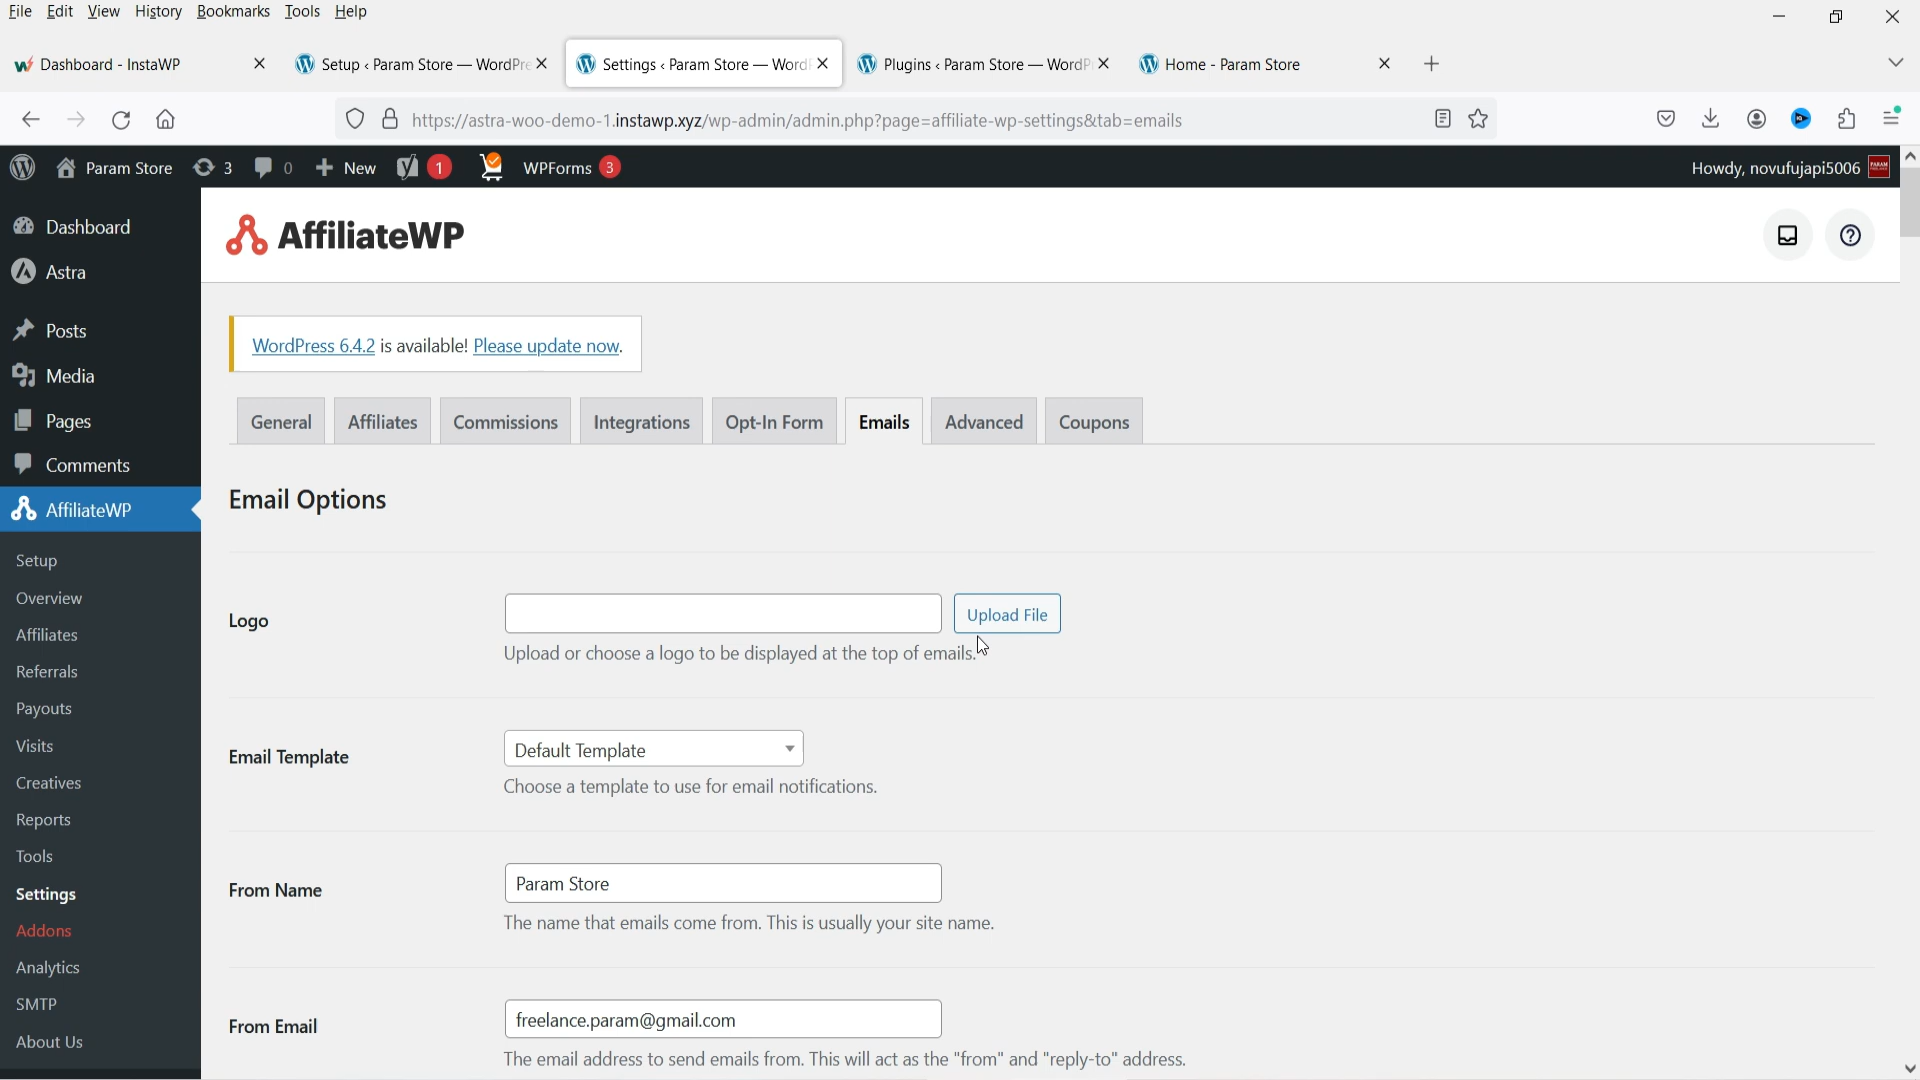 File Edit View History Bookmarks Tools Help
Dashboard - InstaWP
Setup ‹ Param Store — WordPre
Settings ‹ Param Store — Word
Plugins ‹ Param Store — WordP
Home - Param Store
https://astra-woo-demo-1.instawp.xyz/wp-admin/admin.php?page=affiliate-wp-settings&tab=emails
Param Store 3 0 New 1 WPForms 3 Howdy, novufujapi5006
Dashboard
Astra
Posts
Media
Pages
Comments
AffiliateWP
Setup
Overview
Affiliates
Referrals
Payouts
Visits
Creatives
Reports
Tools
Settings
Addons
Analytics
SMTP
About Us
AffiliateWP
WordPress 6.4.2 is available! Please update now.
General Affiliates Commissions Integrations Opt-In Form Emails Advanced Coupons
Email Options
Logo
Upload File
Upload or choose a logo to be displayed at the top of emails.
Email Template
Default Template
Choose a template to use for email notifications.
From Name
Param Store
The name that emails come from. This is usually your site name.
From Email
freelance.param@gmail.com
The email address to send emails from. This will act as the "from" and "reply-to" address.